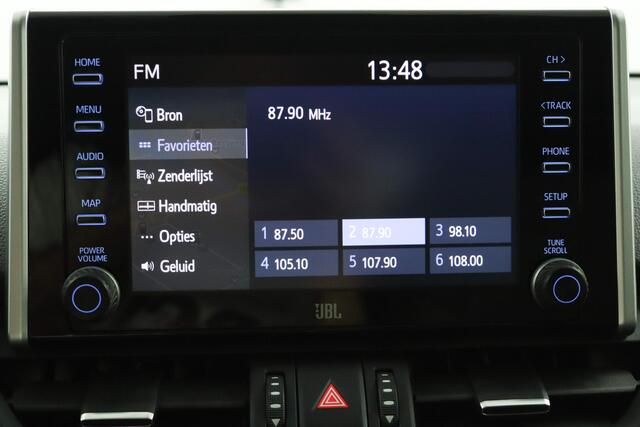 HOME
MENU
AUDIO
MAP
POWER
VOLUME
FM
13:48
Bron
Favorieten
Zenderlijst
Handmatig
Opties
Geluid
87.90 MHz
1 87.50
2 87.90
3 98.10
4 105.10
5 107.90
6 108.00
CH >
<TRACK
PHONE
SETUP
TUNE
SCROLL
JBL